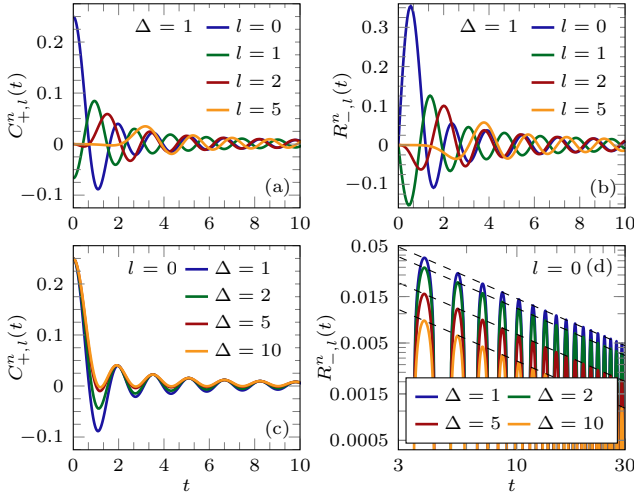 0.25
0.2
0.1
0
−0.1
C^n_{+,l}(t)
Δ = 1
l = 0
l = 1
l = 2
l = 5
(a)
0 2 4 6 8 10
0.3
0.2
0.1
0
−0.1
R^n_{−,l}(t)
Δ = 1
l = 0
l = 1
l = 2
l = 5
(b)
0 2 4 6 8 10
0.2
0.1
0
−0.1
C^n_{+,l}(t)
l = 0
Δ = 1
Δ = 2
Δ = 5
Δ = 10
(c)
0 2 4 6 8 10
t
0.05
0.015
0.005
0.0015
0.0005
R^n_{−,l}(t)
l = 0
(d)
Δ = 1 Δ = 2
Δ = 5 Δ = 10
3 10 30
t